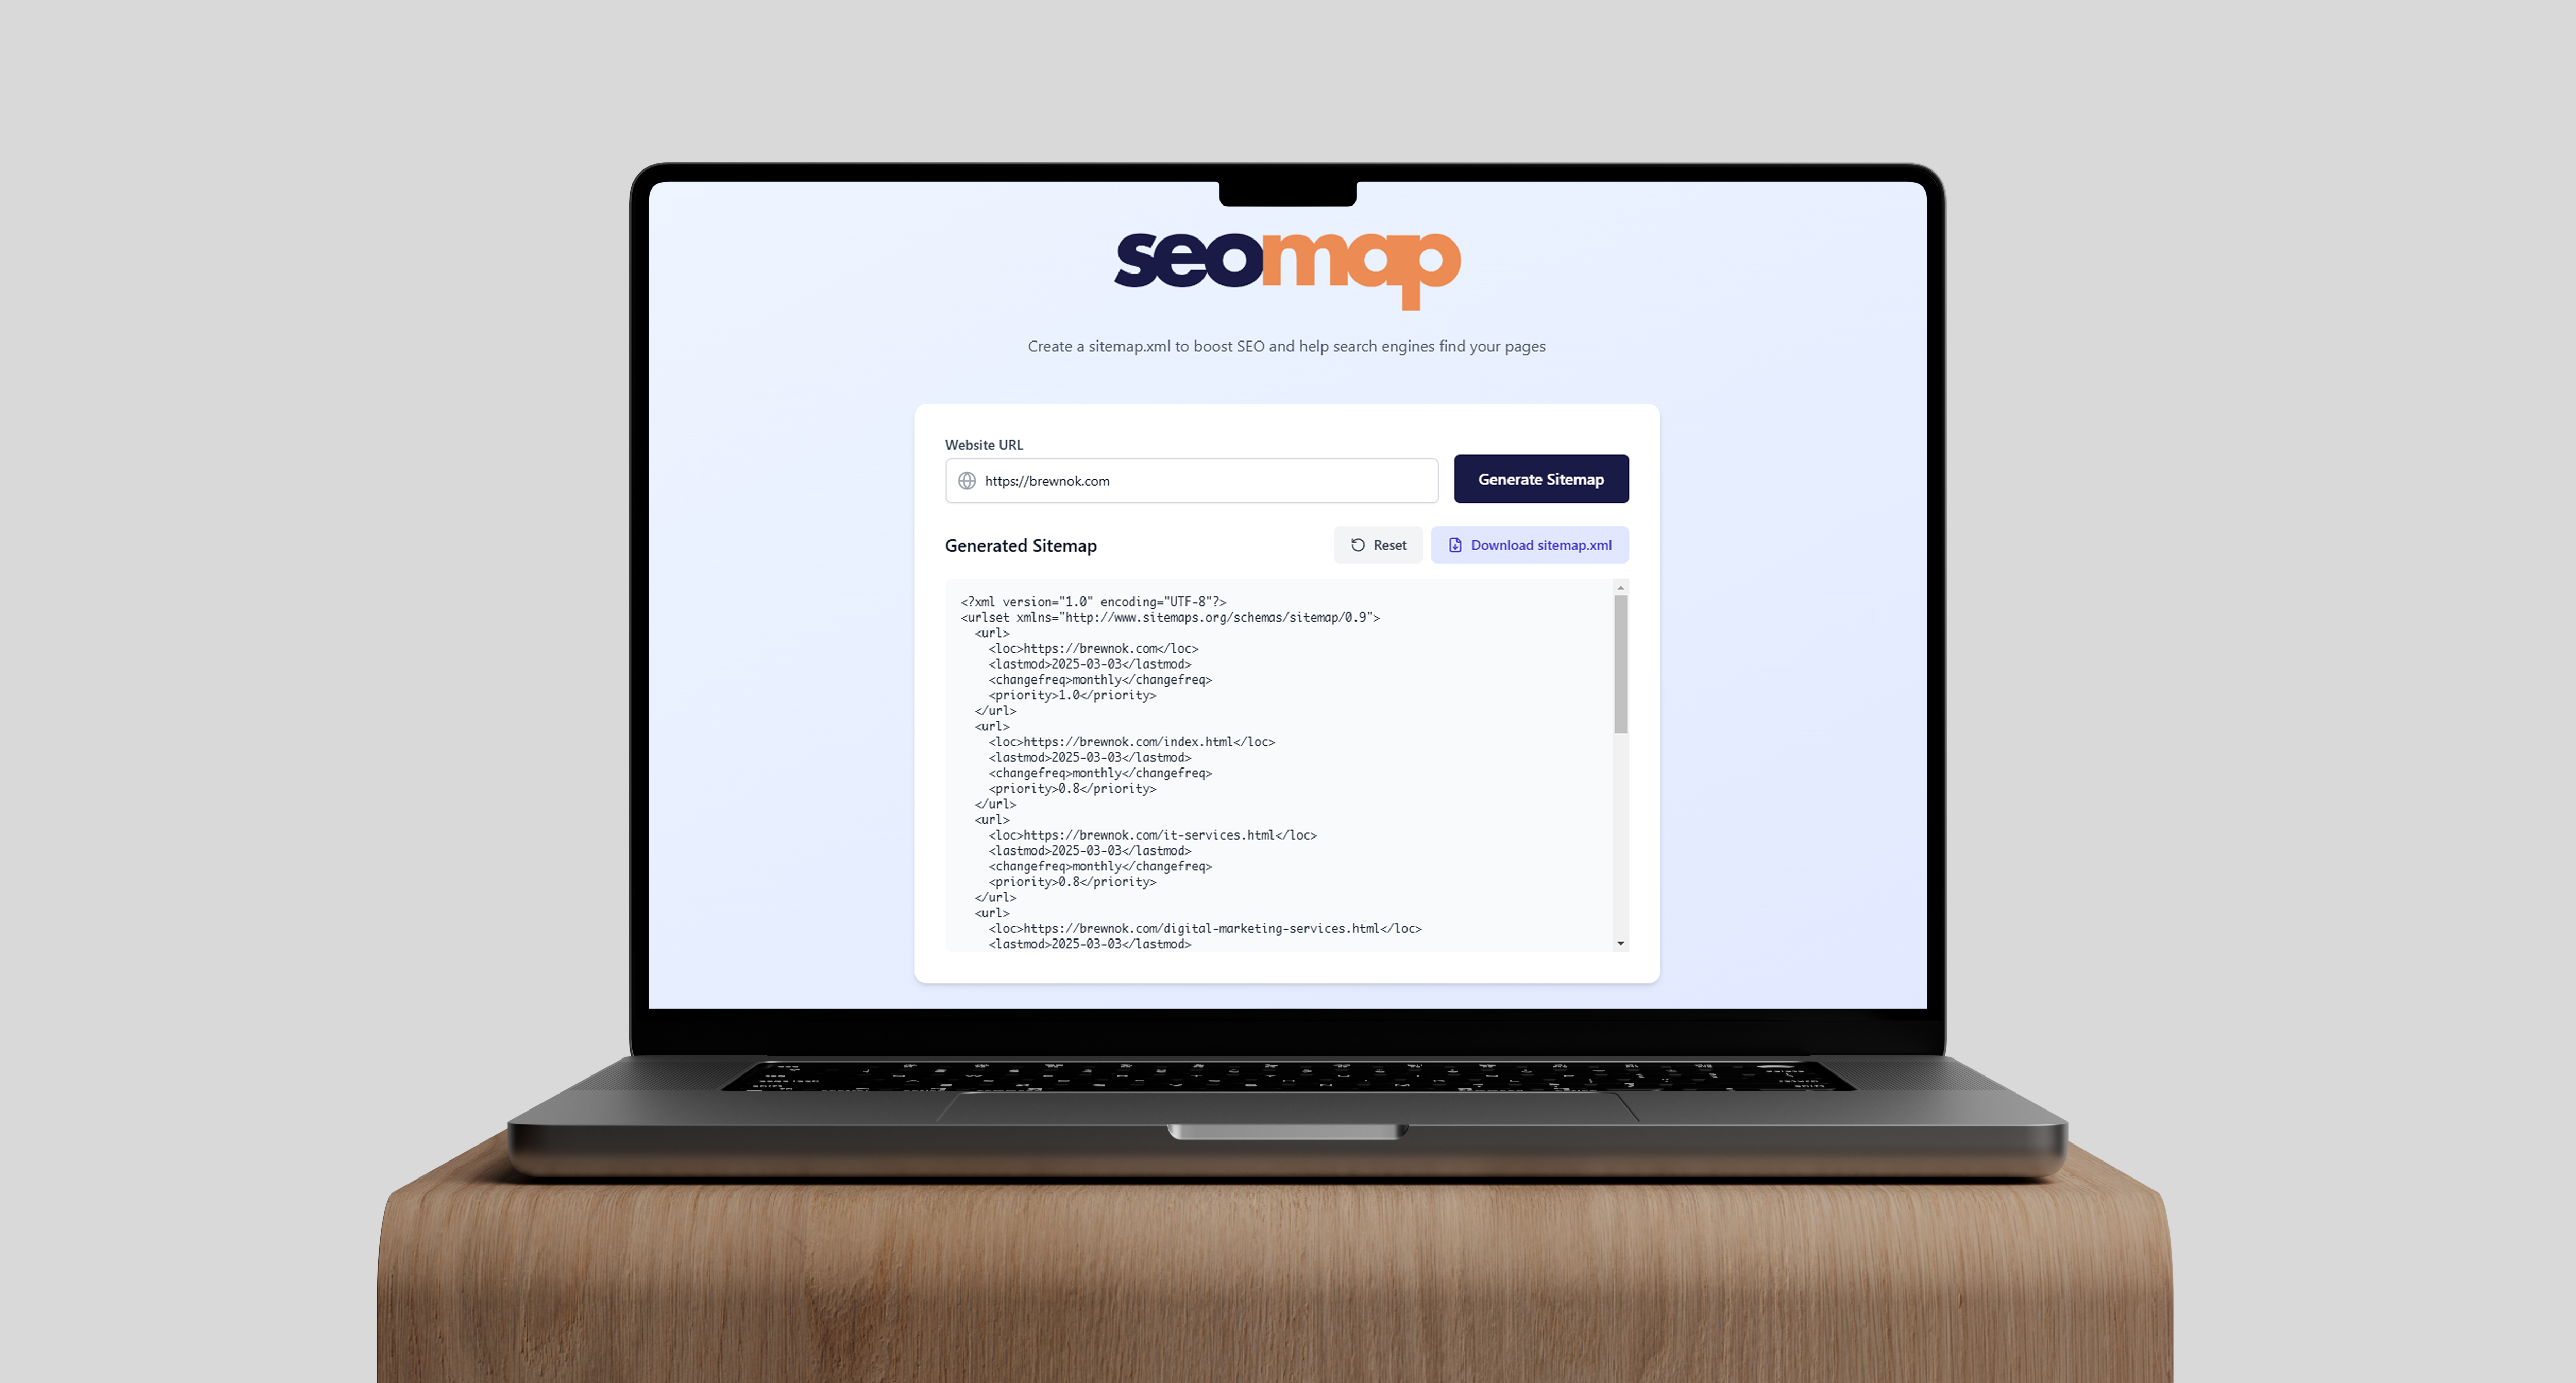 seomap
Create a sitemap.xml to boost SEO and help search engines find your pages
Website URL
https://brewnok.com
Generate Sitemap
Generated Sitemap
Reset
Download sitemap.xml
<?xml version="1.0" encoding="UTF-8"?>
<urlset xmlns="http://www.sitemaps.org/schemas/sitemap/0.9">
<url>
<loc>https://brewnok.com</loc>
<lastmod>2025-03-03</lastmod>
<changefreq>monthly</changefreq>
<priority>1.0</priority>
</url>
<url>
<loc>https://brewnok.com/index.html</loc>
<lastmod>2025-03-03</lastmod>
<changefreq>monthly</changefreq>
<priority>0.8</priority>
</url>
<url>
<loc>https://brewnok.com/it-services.html</loc>
<lastmod>2025-03-03</lastmod>
<changefreq>monthly</changefreq>
<priority>0.8</priority>
</url>
<url>
<loc>https://brewnok.com/digital-marketing-services.html</loc>
<lastmod>2025-03-03</lastmod>